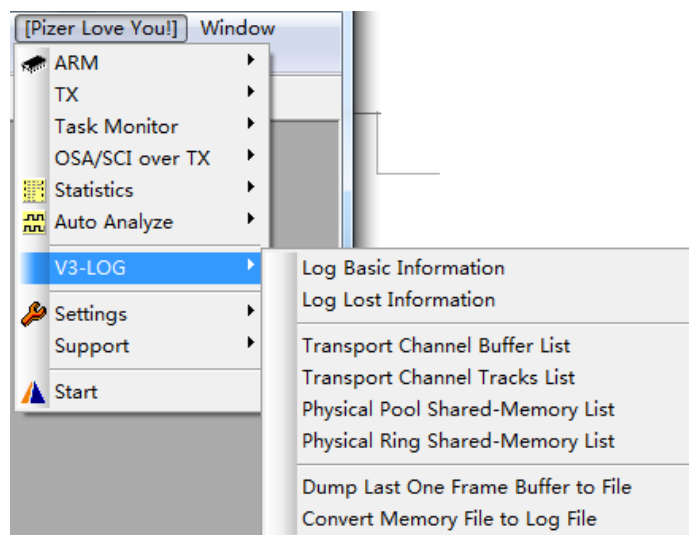 [Pizer Love You!] Window
ARM
TX
Task Monitor
OSA/SCI over TX
Statistics
Auto Analyze
V3-LOG
Settings
Support
Start
Log Basic Information
Log Lost Information
Transport Channel Buffer List
Transport Channel Tracks List
Physical Pool Shared-Memory List
Physical Ring Shared-Memory List
Dump Last One Frame Buffer to File
Convert Memory File to Log File